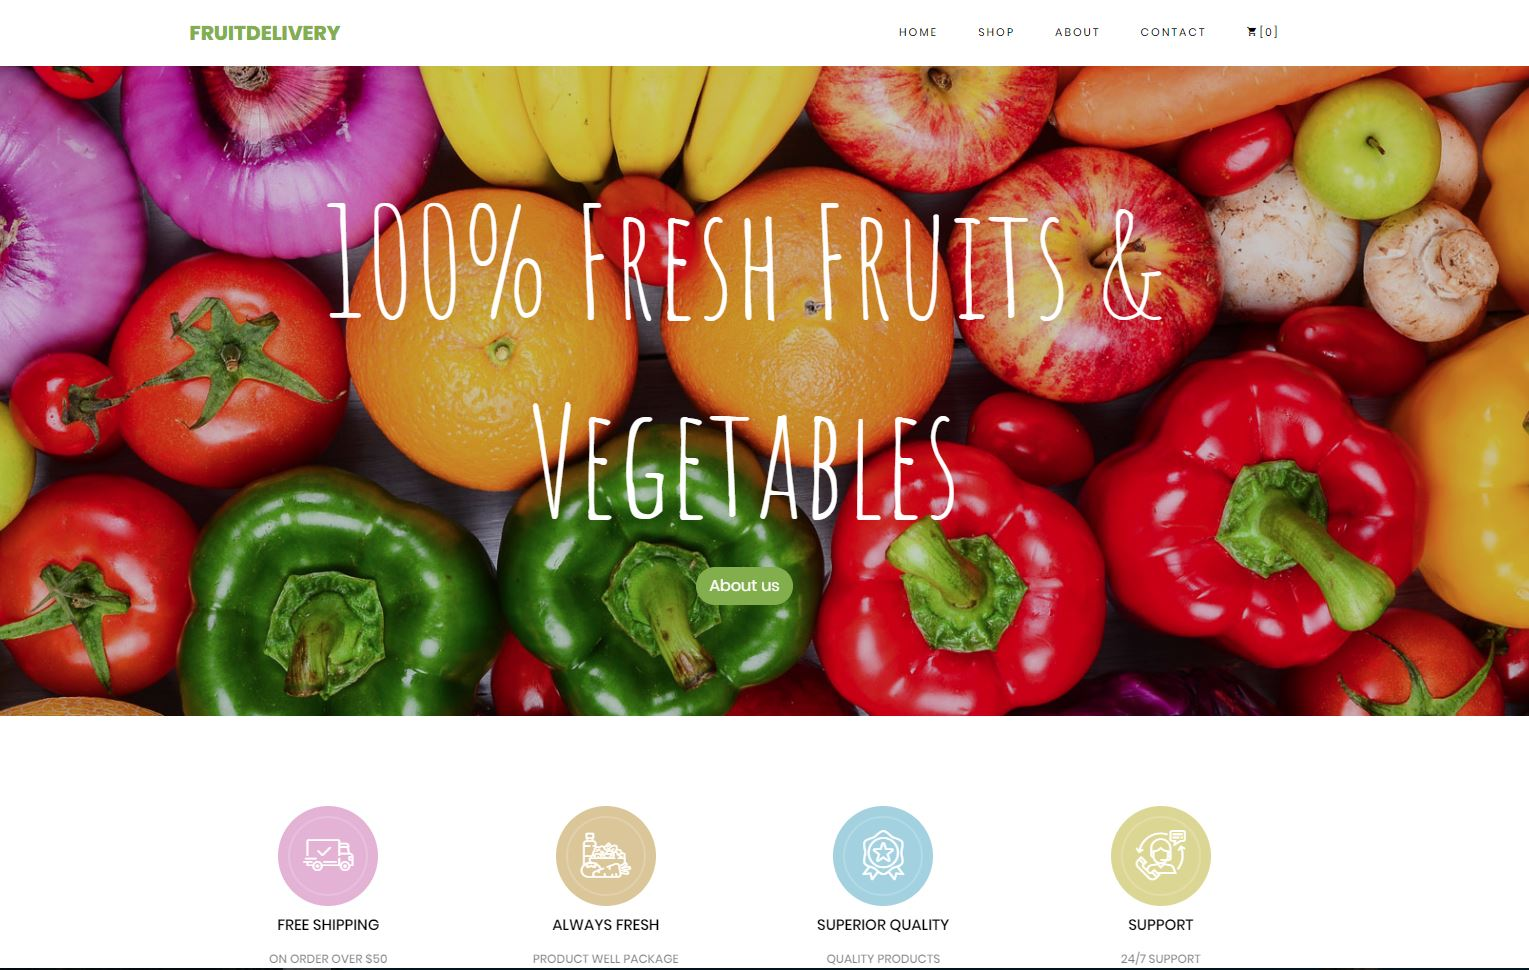 FRUITDELIVERY
HOME SHOP ABOUT CONTACT [0]
100% Fresh Fruits &
Vegetables
About us
FREE SHIPPING ALWAYS FRESH SUPERIOR QUALITY SUPPORT
ON ORDER OVER $50 PRODUCT WELL PACKAGE QUALITY PRODUCTS 24/7 SUPPORT